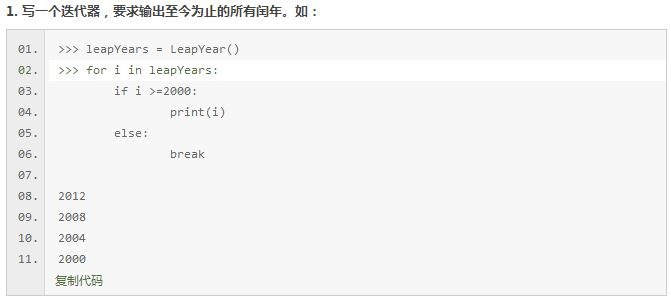 1. 写一个迭代器，要求输出至今为止的所有闰年。如：
01. >>> leapYears = LeapYear()
02. >>> for i in leapYears:
03.         if i >=2000:
04.                 print(i)
05.         else:
06.                 break
07.
08. 2012
09. 2008
10. 2004
11. 2000
复制代码